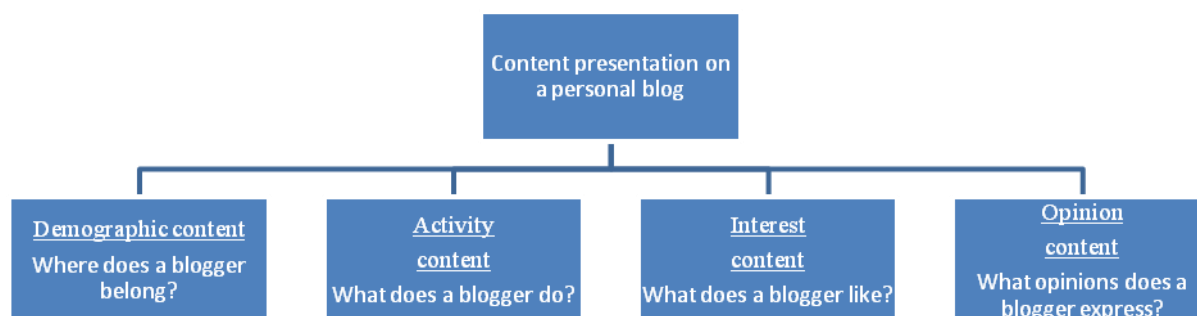 Content presentation on
a personal blog
Demographic content
Where does a blogger
belong?
Activity
content
What does a blogger do?
Interest
content
What does a blogger like?
Opinion
content
What opinions does a
blogger express?